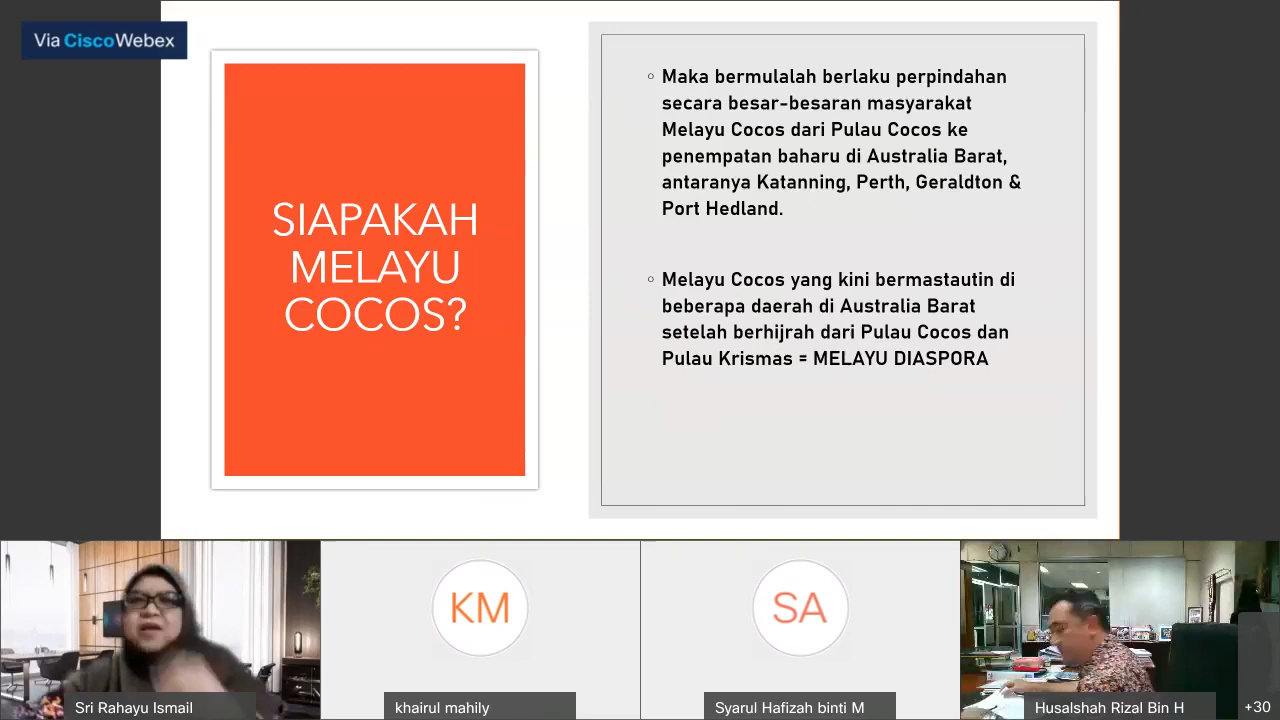 Via Cisco Webex
SIAPAKAH
MELAYU
COCOS?
Maka bermulalah berlaku perpindahan
secara besar-besaran masyarakat
Melayu Cocos dari Pulau Cocos ke
penempatan baharu di Australia Barat,
antaranya Katanning, Perth, Geraldton &
Port Hedland.
Melayu Cocos yang kini bermastautin di
beberapa daerah di Australia Barat
setelah berhijrah dari Pulau Cocos dan
Pulau Krismas = MELAYU DIASPORA
KM
SA
Sri Rahayu Ismail
khairul mahily
Syarul Hafizah binti M
Husalshah Rizal Bin H
+30